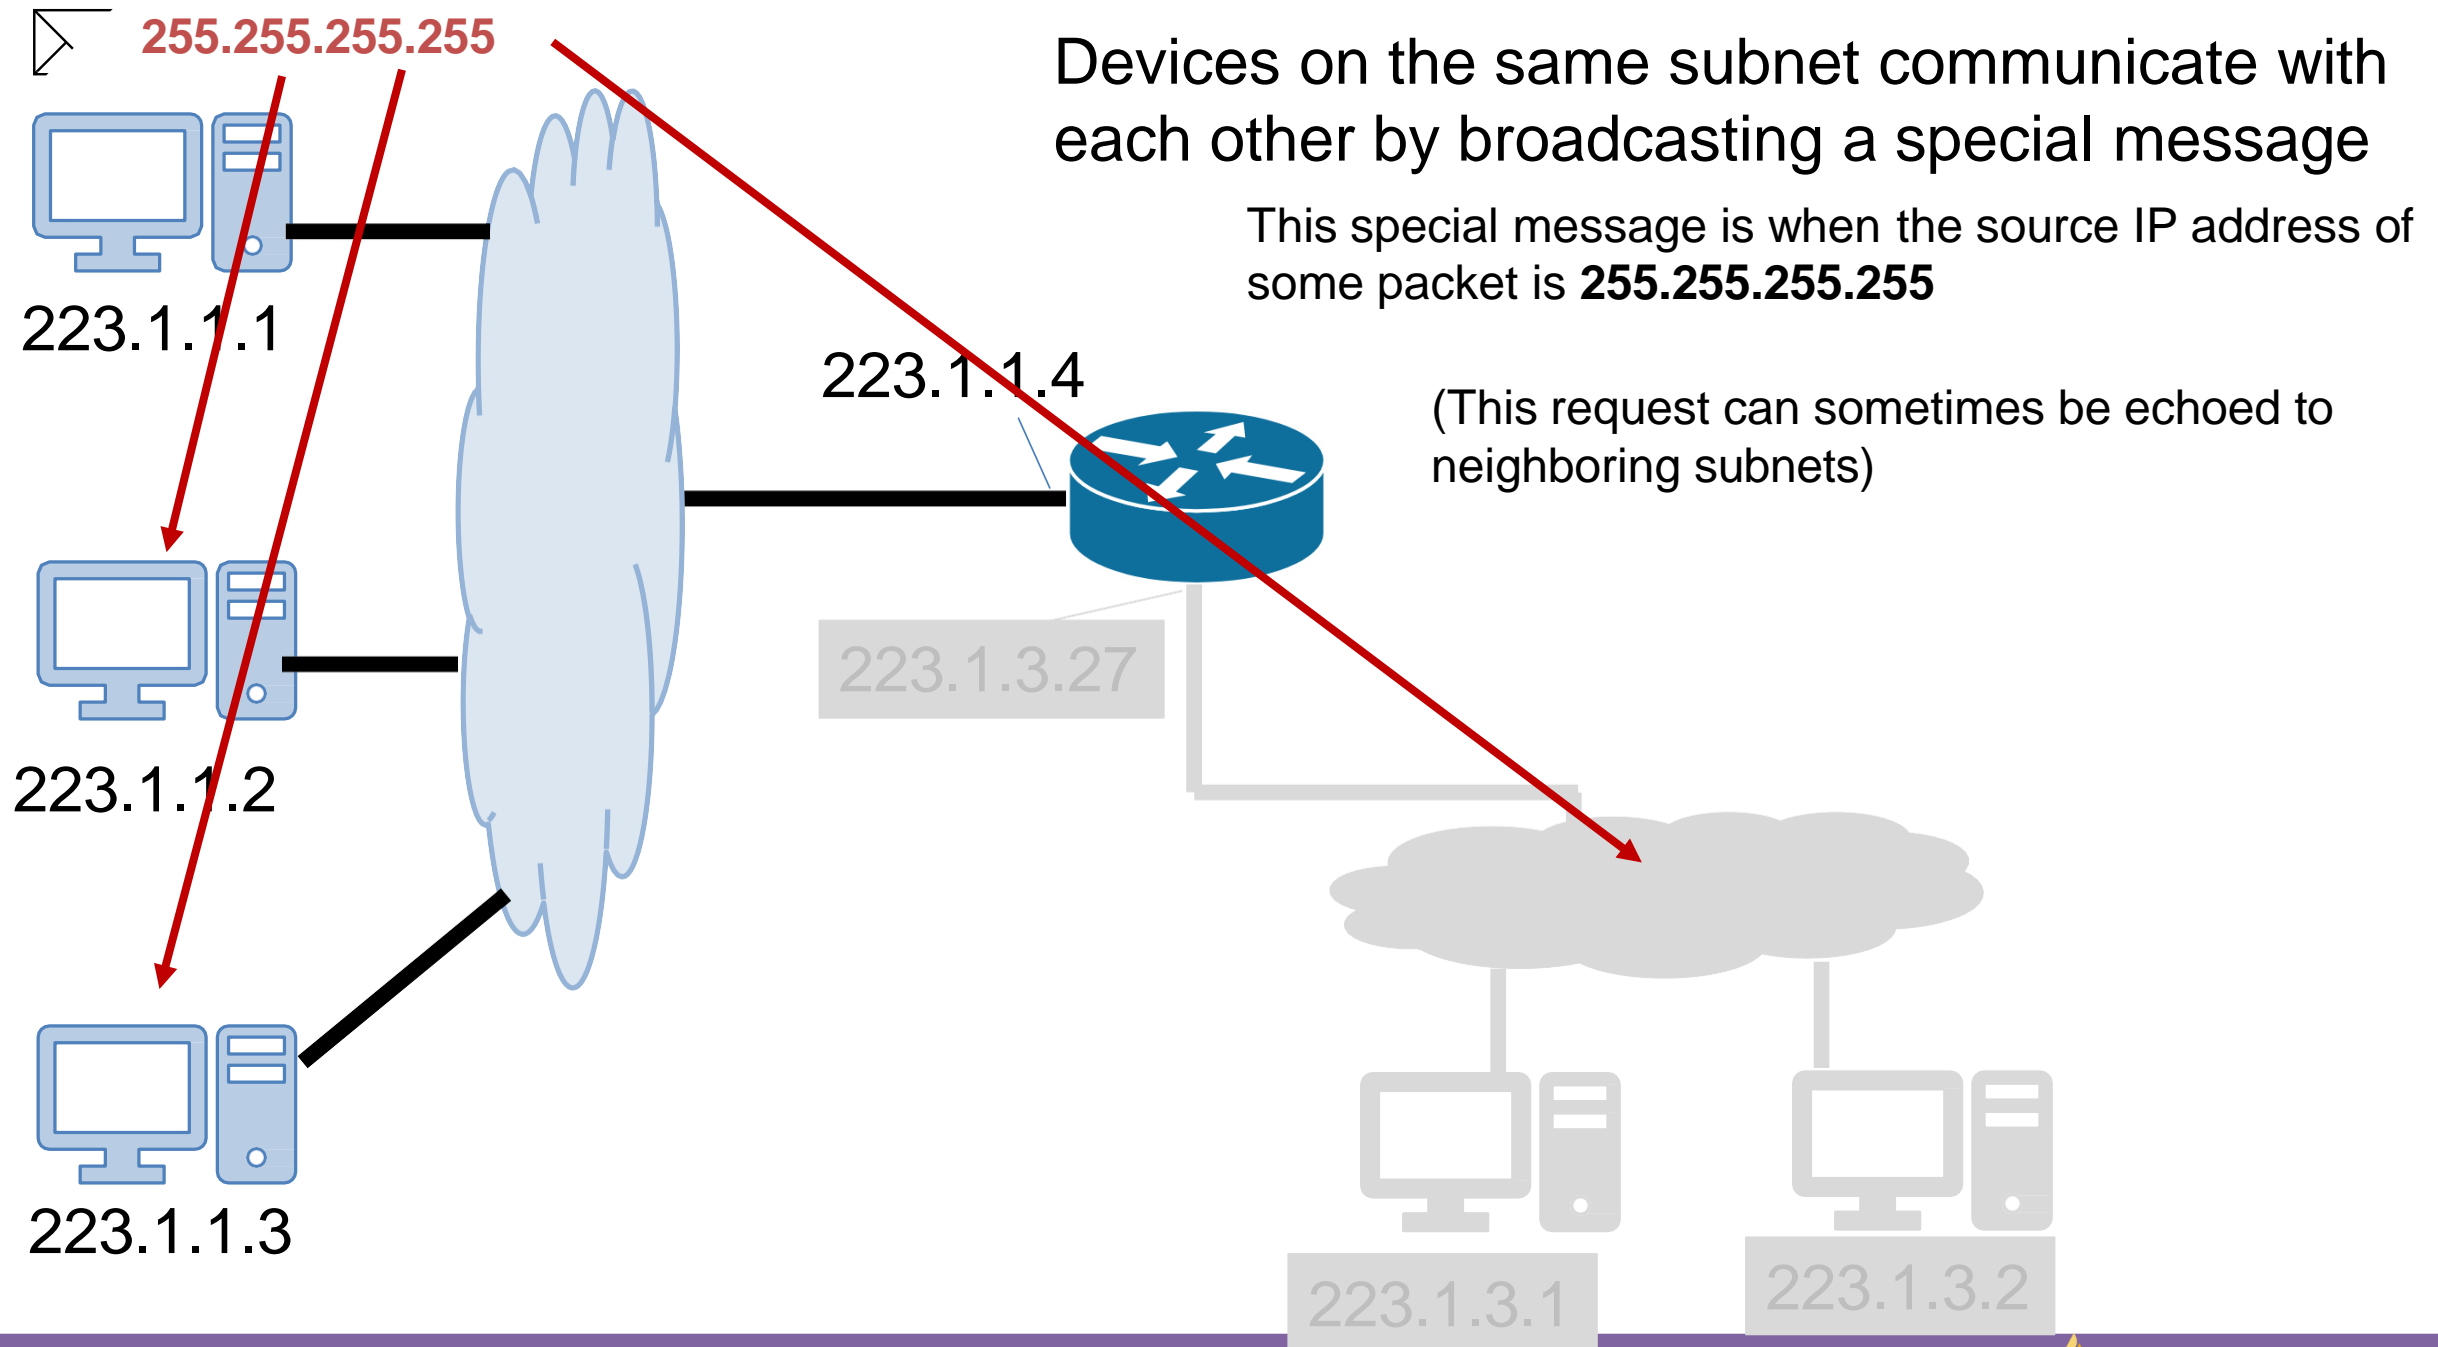 255.255.255.255
Devices on the same subnet communicate with
each other by broadcasting a special message
This special message is when the source IP address of
some packet is 255.255.255.255
223.1.1.1
223.1.1.4
(This request can sometimes be echoed to
neighboring subnets)
223.1.3.27
223.1.1.2
223.1.1.3
223.1.3.1
223.1.3.2